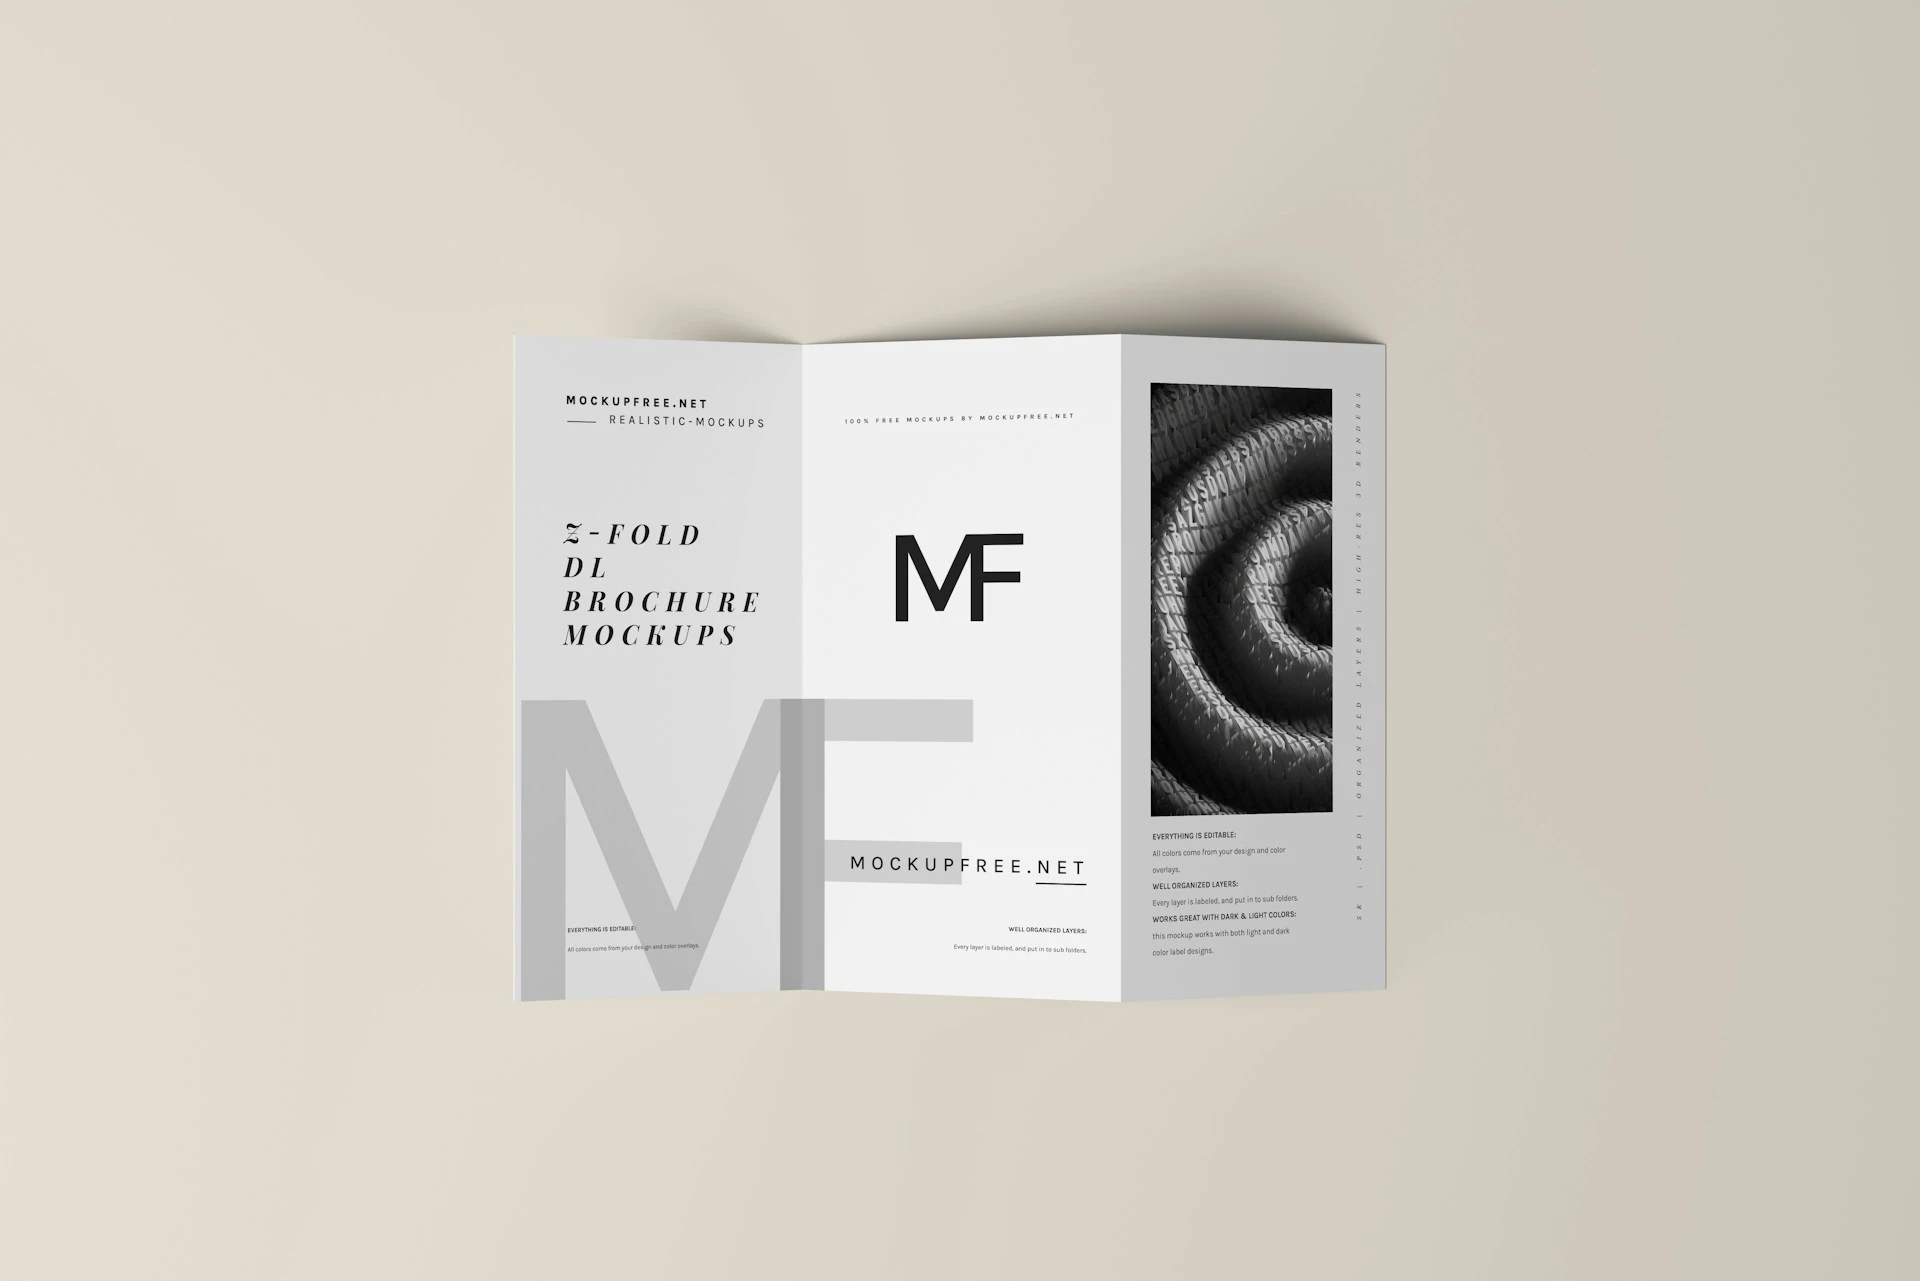 MOCKUPFREE.NET
REALISTIC-MOCKUPS
Z-FOLD
DL
BROCHURE
MOCKUPS
EVERYTHING IS EDITABLE:
All colors come from your design and color overlays.
100% FREE MOCKUPS BY MOCKUPFREE.NET
MF
MF
MOCKUPFREE.NET
WELL ORGANIZED LAYERS:
Every layer is labeled, and put in to sub folders.
EVERYTHING IS EDITABLE:
All colors come from your design and color
overlays.
WELL ORGANIZED LAYERS:
Every layer is labeled, and put in to sub folders.
WORKS GREAT WITH DARK & LIGHT COLORS:
this mockup works with both light and dark
color label designs.
| .PSD | ORGANIZED LAYERS | HIGH-RES 3D RENDERS